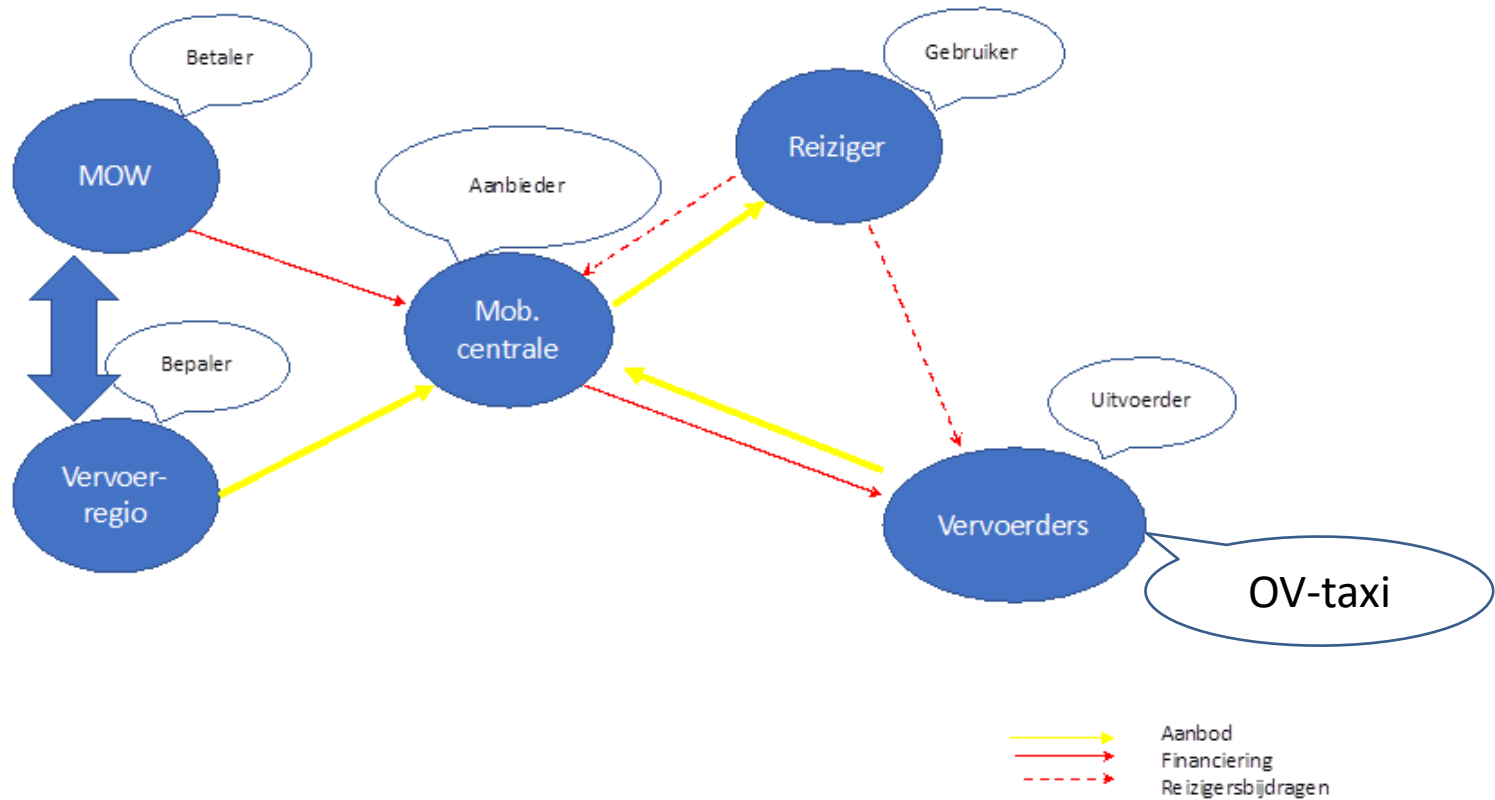 Betaler
Gebruiker
MOW
Reiziger
Aanbieder
Mob.
centrale
Bepaler
Uitvoerder
Vervoer-
regio
Vervoerders
OV-taxi
Aanbod
Financiering
Reizigersbijdragen